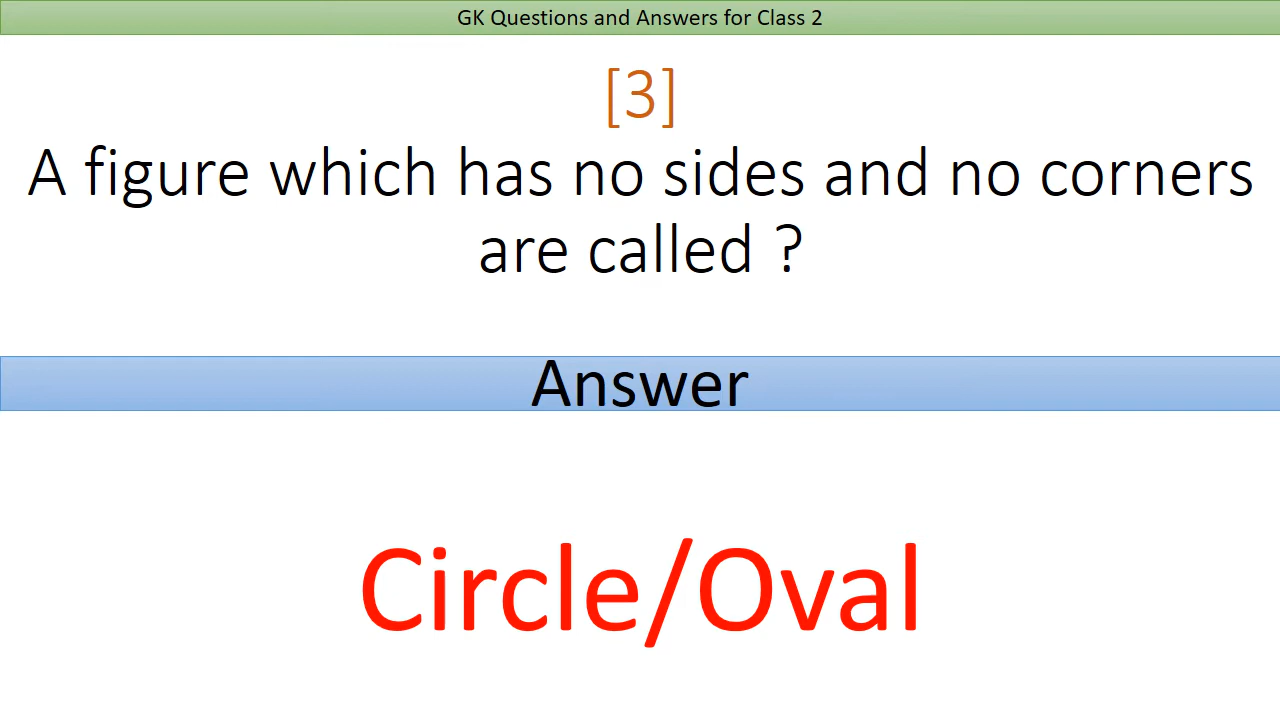 GK Questions and Answers for Class 2
[3]
A figure which has no sides and no corners
are called ?
Answer
Circle/Oval